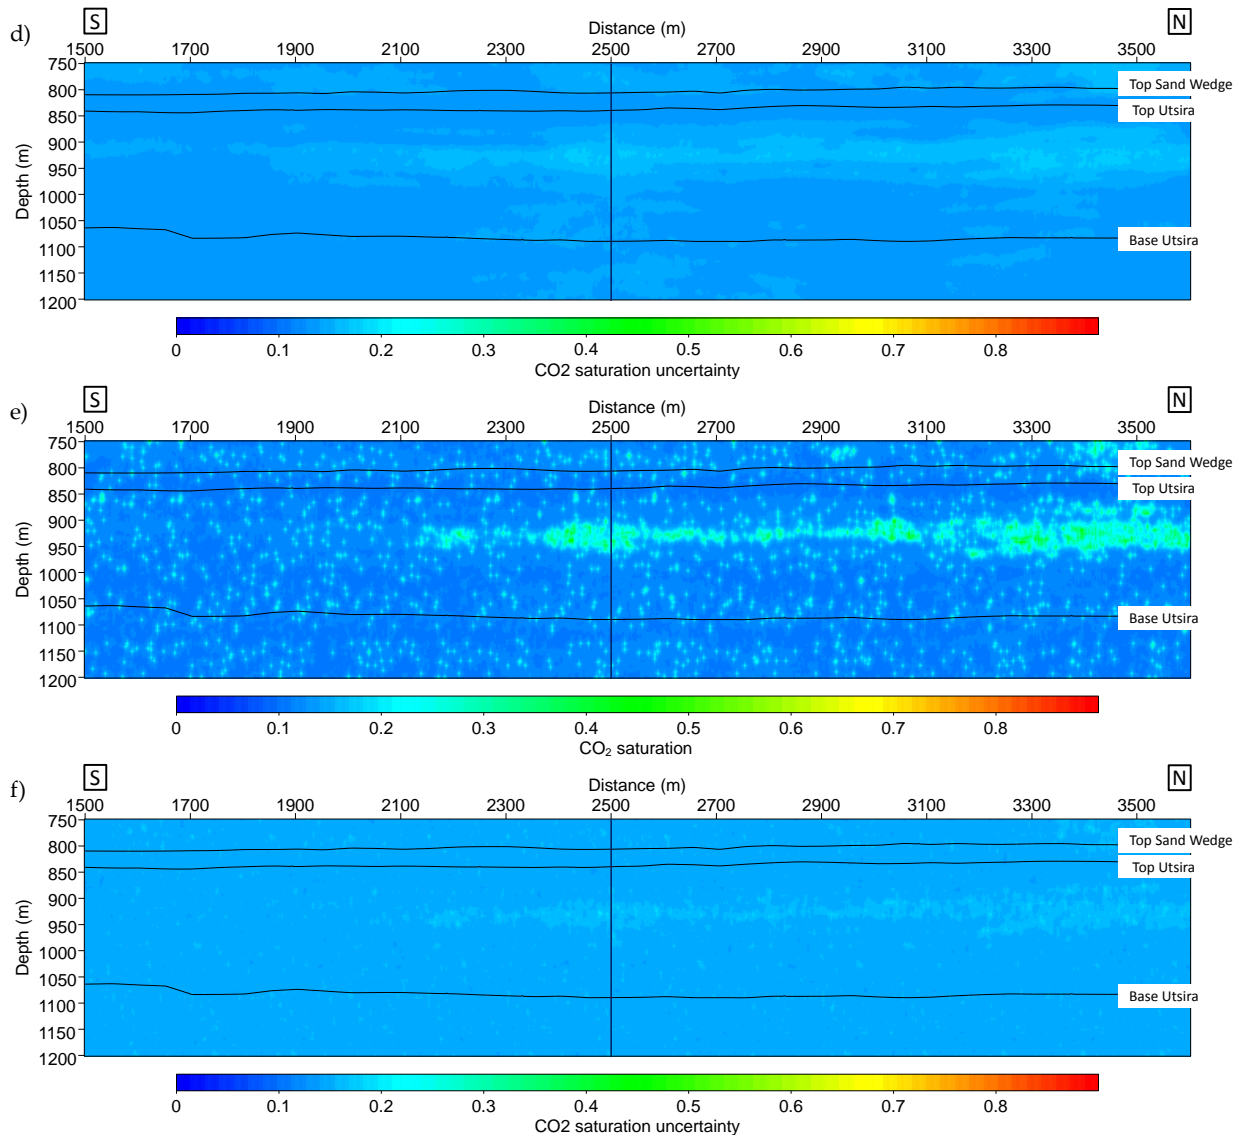 d)
S
Distance (m)
N
1500 1700 1900 2100 2300 2500 2700 2900 3100 3300 3500
Depth (m)
750
800
850
900
950
1000
1050
1100
1150
1200
Top Sand Wedge
Top Utsira
Base Utsira
0 0.1 0.2 0.3 0.4 0.5 0.6 0.7 0.8
CO2 saturation uncertainty
e)
S
Distance (m)
N
1500 1700 1900 2100 2300 2500 2700 2900 3100 3300 3500
Depth (m)
750
800
850
900
950
1000
1050
1100
1150
1200
Top Sand Wedge
Top Utsira
Base Utsira
0 0.1 0.2 0.3 0.4 0.5 0.6 0.7 0.8
CO₂ saturation
f)
S
Distance (m)
N
1500 1700 1900 2100 2300 2500 2700 2900 3100 3300 3500
Depth (m)
750
800
850
900
950
1000
1050
1100
1150
1200
Top Sand Wedge
Top Utsira
Base Utsira
0 0.1 0.2 0.3 0.4 0.5 0.6 0.7 0.8
CO2 saturation uncertainty